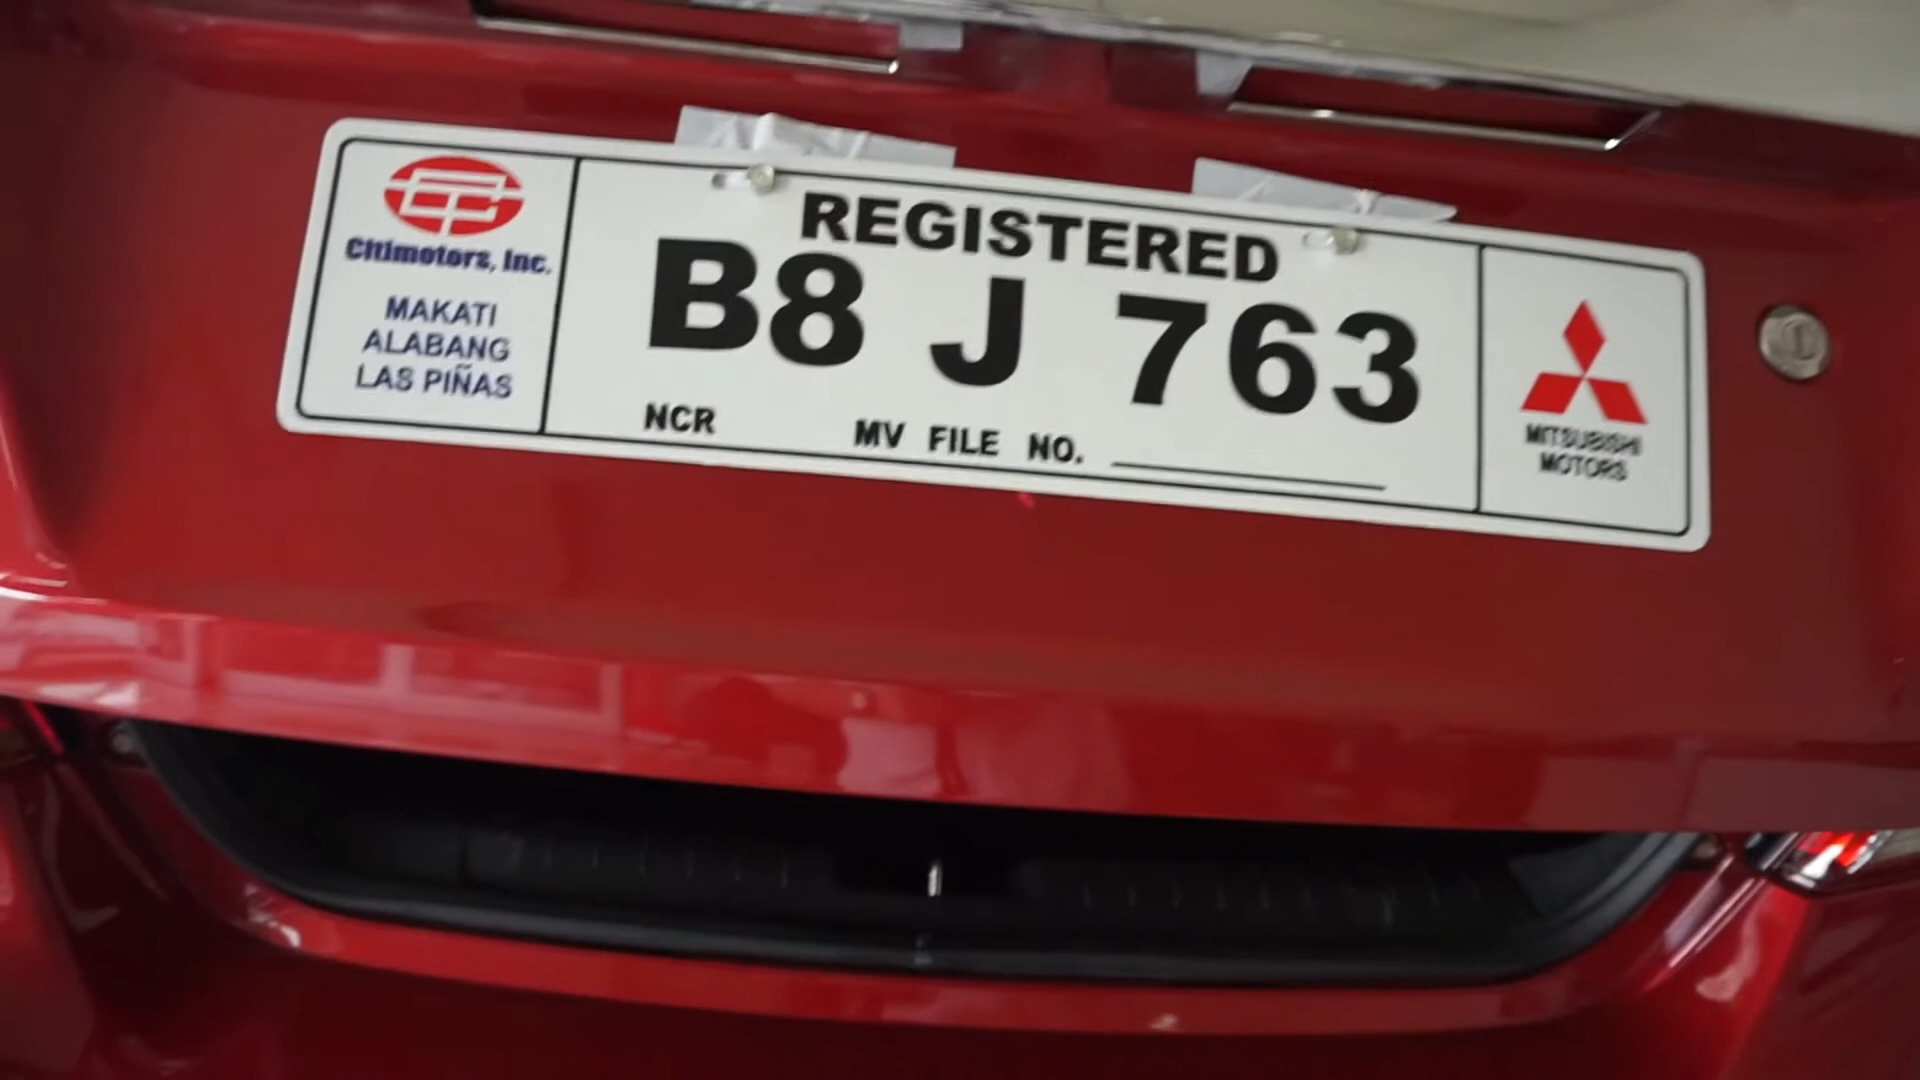 Citimotors, Inc.
MAKATI
ALABANG
LAS PIÑAS
REGISTERED
B8 J 763
NCR MV FILE NO.
MITSUBISHI
MOTORS